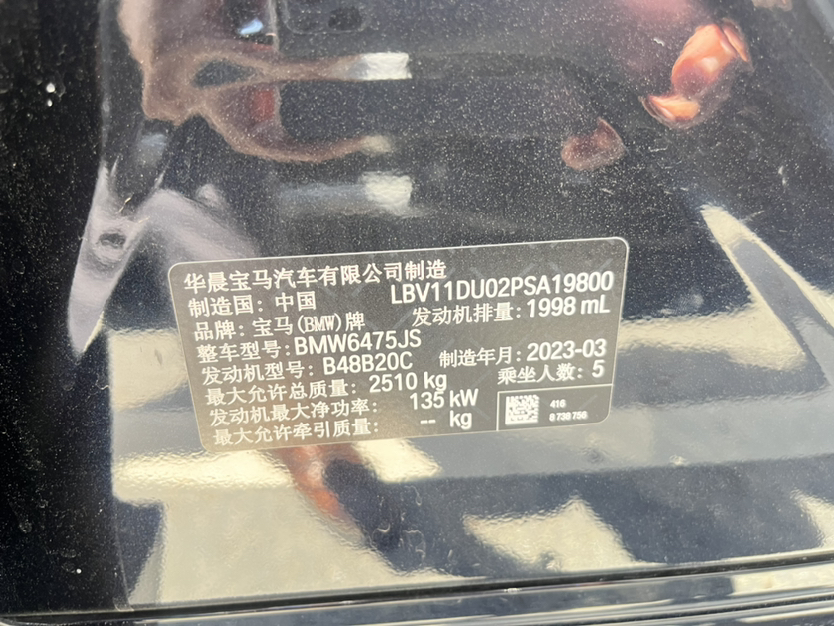 华晨宝马汽车有限公司制造
制造国：中国 LBV11DU02PSA19800
品牌：宝马(BMW)牌 发动机排量：1998 mL
整车型号：BMW6475JS
发动机型号：B48B20C 制造年月：2023-03
最大允许总质量：2510 kg 乘坐人数：5
发动机最大净功率：135 kW
最大允许牵引质量：-- kg
416
8 738 756